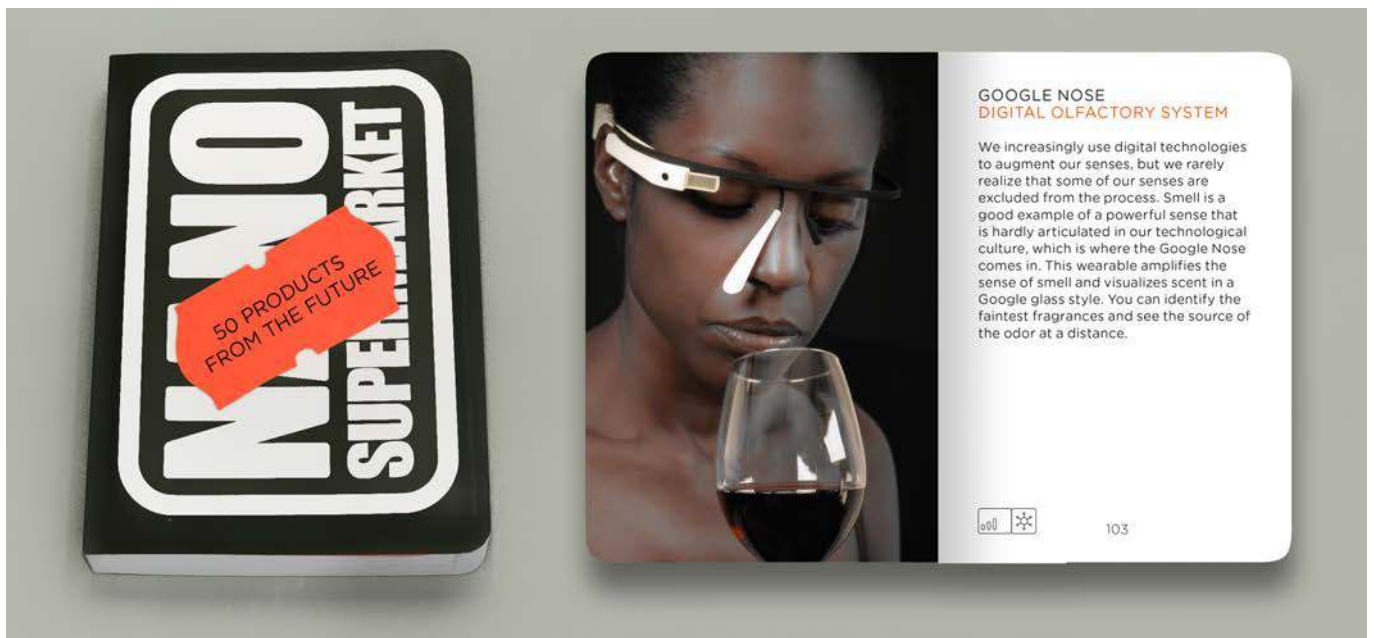 NANO
SUPERMARKET
50 PRODUCTS
FROM THE FUTURE
GOOGLE NOSE
DIGITAL OLFACTORY SYSTEM
We increasingly use digital technologies
to augment our senses, but we rarely
realize that some of our senses are
excluded from the process. Smell is a
good example of a powerful sense that
is hardly articulated in our technological
culture, which is where the Google Nose
comes in. This wearable amplifies the
sense of smell and visualizes scent in a
Google glass style. You can identify the
faintest fragrances and see the source of
the odor at a distance.
103